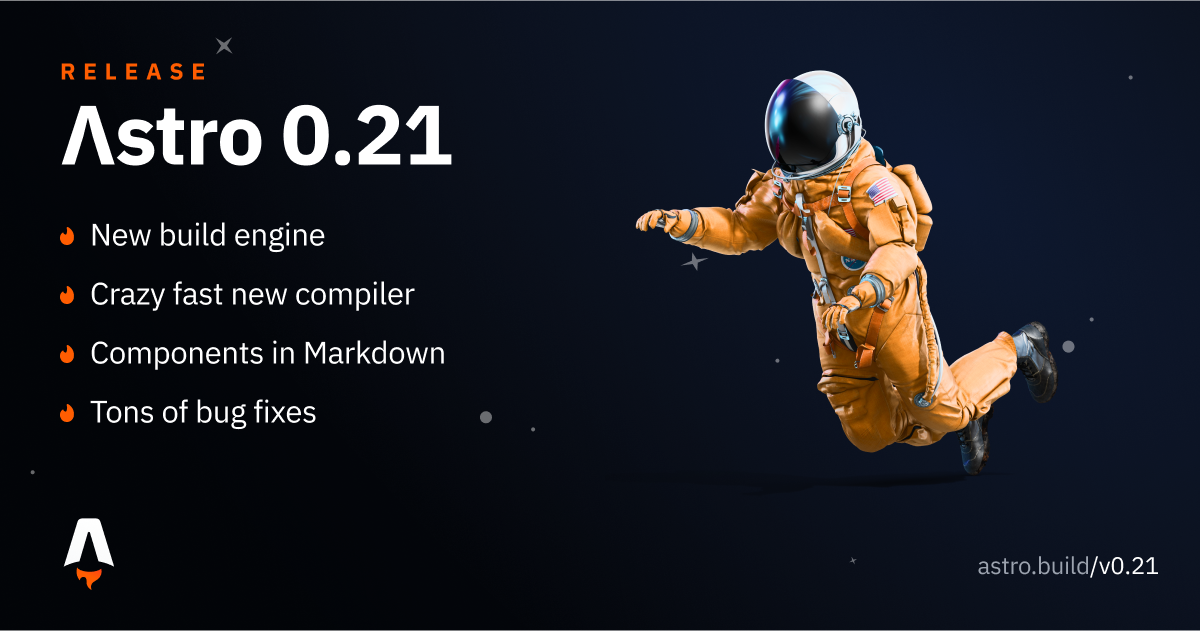 RELEASE
Astro 0.21
New build engine
Crazy fast new compiler
Components in Markdown
Tons of bug fixes
astro.build/v0.21